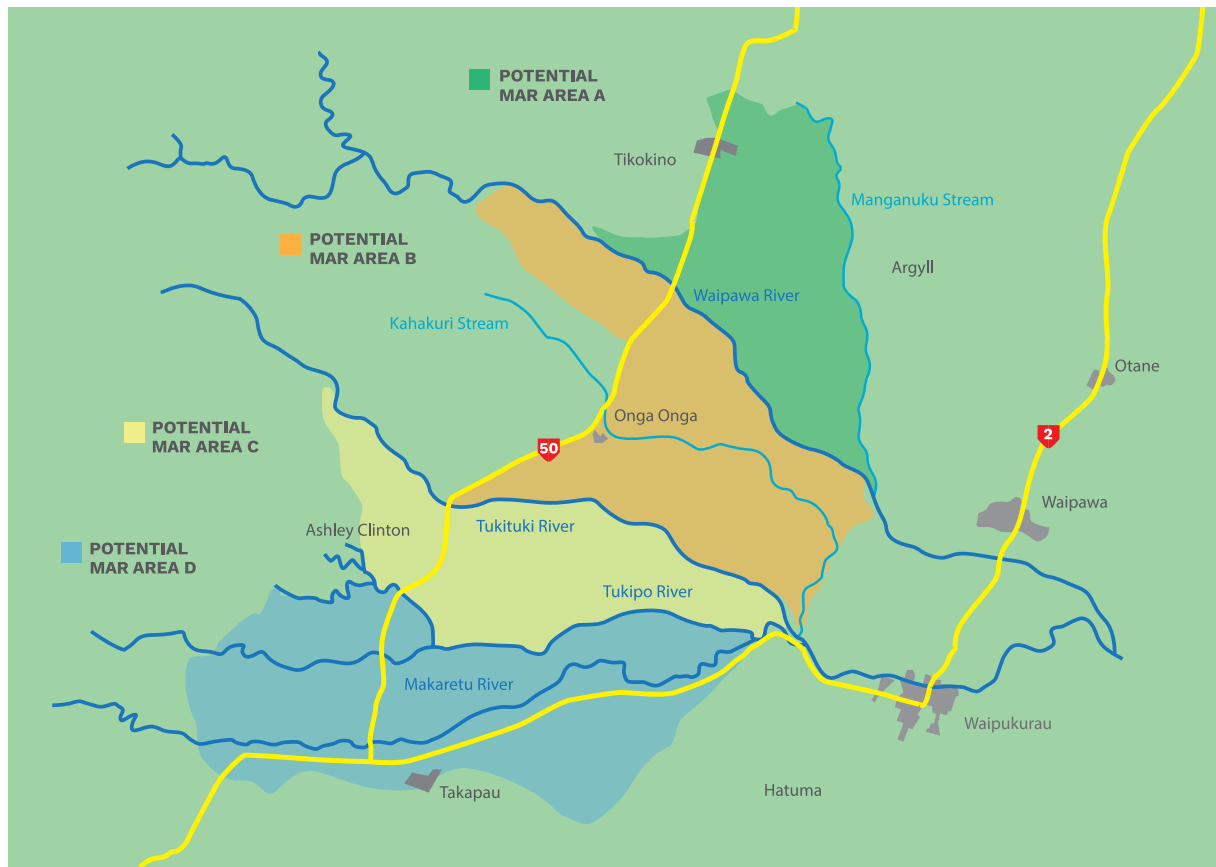 POTENTIAL
MAR AREA A
Tikokino
Manganuku Stream
POTENTIAL
MAR AREA B
Argyll
Waipawa River
Kahakuri Stream
Otane
Onga Onga
POTENTIAL
MAR AREA C
50
2
Waipawa
Ashley Clinton
Tukituki River
POTENTIAL
MAR AREA D
Tukipo River
Makaretu River
Waipukurau
Takapau
Hatuma